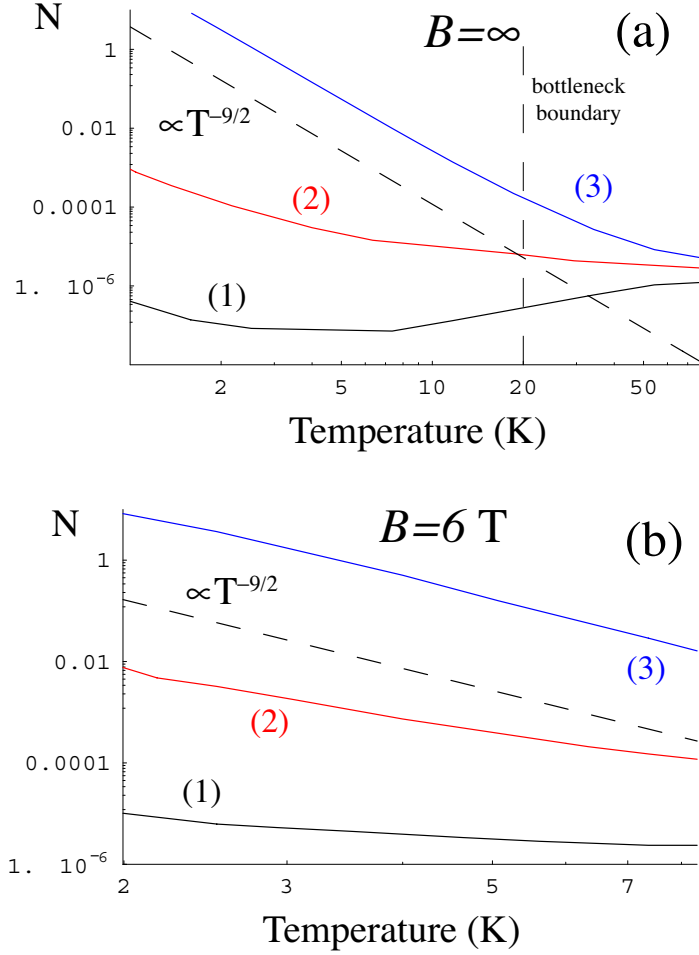 N
B=∞
(a)
1
bottleneck
boundary
∝T–9/2
0.01
(3)
(2)
0.0001
(1)
1. 10-6
2 5 10 20 50
Temperature (K)
N
B=6 T
(b)
1
∝T–9/2
0.01
(3)
(2)
0.0001
(1)
1. 10-6
2 3 5 7
Temperature (K)